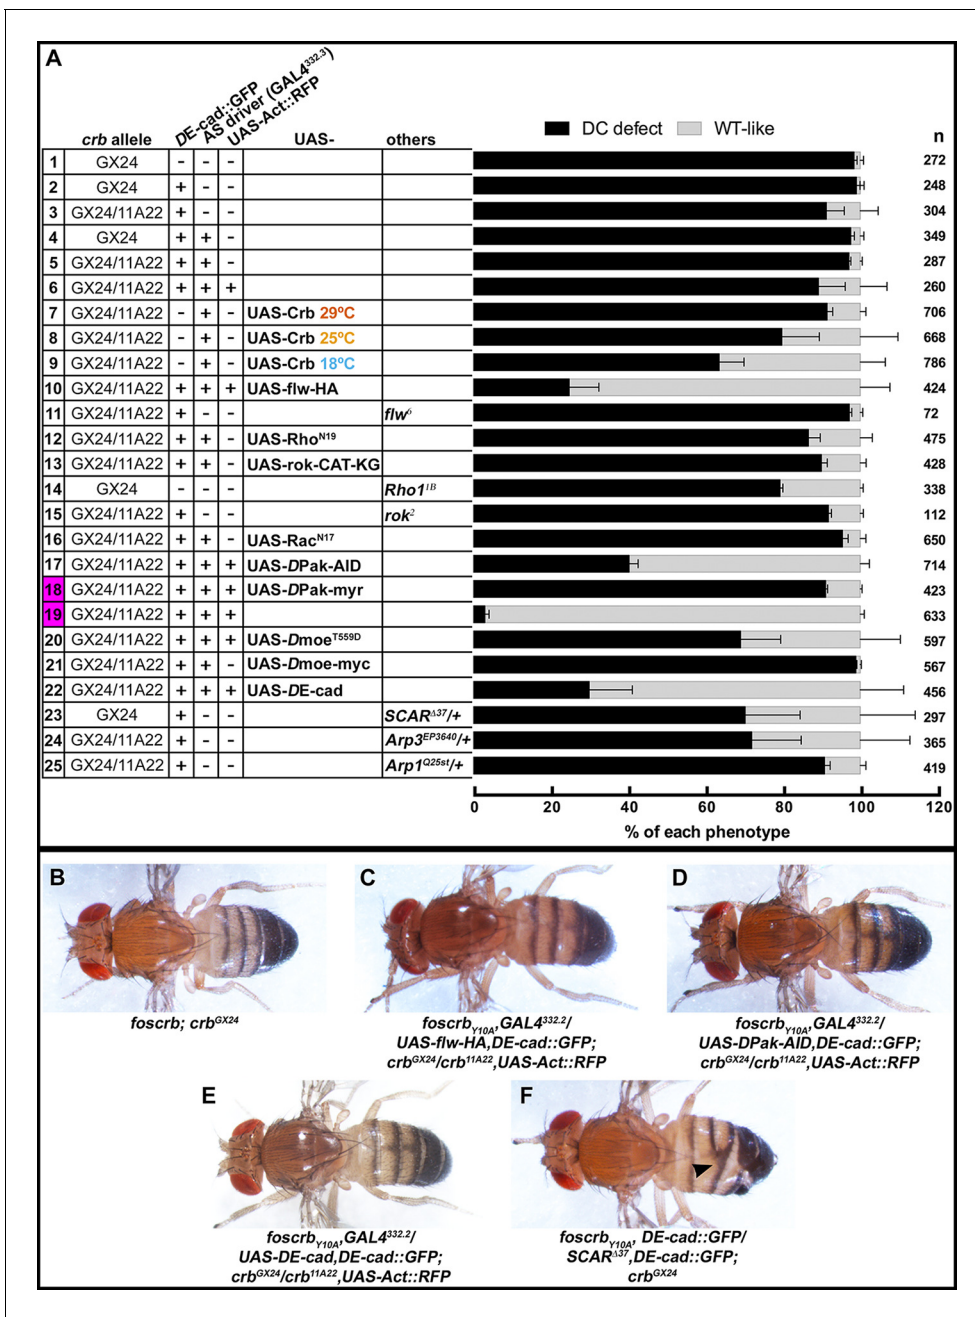 A
DE-cad::GFP
AS driver (GAL4332.3)
UAS-Act::RFP
crb allele UAS- others DC defect WT-like n
1 GX24 - - - 272
2 GX24 + - - 248
3 GX24/11A22 + - - 304
4 GX24 + + - 349
5 GX24/11A22 + + - 287
6 GX24/11A22 + + + 260
7 GX24/11A22 - + - UAS-Crb 29ºC 706
8 GX24/11A22 - + - UAS-Crb 25ºC 668
9 GX24/11A22 - + - UAS-Crb 18ºC 786
10 GX24/11A22 + + + UAS-flw-HA 424
11 GX24/11A22 + - - flw6 72
12 GX24/11A22 + + - UAS-RhoN19 475
13 GX24/11A22 + + - UAS-rok-CAT-KG 428
14 GX24 - - - Rho11B 338
15 GX24/11A22 + - - rok2 112
16 GX24/11A22 + + - UAS-RacN17 650
17 GX24/11A22 + + + UAS-DPak-AID 714
18 GX24/11A22 + + + UAS-DPak-myr 423
19 GX24/11A22 + + + 633
20 GX24/11A22 + + + UAS-DmoeT559D 597
21 GX24/11A22 + + - UAS-Dmoe-myc 567
22 GX24/11A22 + + + UAS-DE-cad 456
23 GX24 + - - SCARΔ37/+ 297
24 GX24/11A22 + - - Arp3EP3640/+ 365
25 GX24/11A22 + - - Arp1Q25st/+ 419
0 20 40 60 80 100 120
% of each phenotype
B
foscrb; crbGX24
C
foscrbY10A,GAL4332.2/
UAS-flw-HA,DE-cad::GFP;
crbGX24/crb11A22,UAS-Act::RFP
D
foscrbY10A,GAL4332.2/
UAS-DPak-AID,DE-cad::GFP;
crbGX24/crb11A22,UAS-Act::RFP
E
foscrbY10A,GAL4332.2/
UAS-DE-cad,DE-cad::GFP;
crbGX24/crb11A22,UAS-Act::RFP
F
foscrbY10A, DE-cad::GFP/
SCARΔ37,DE-cad::GFP;
crbGX24